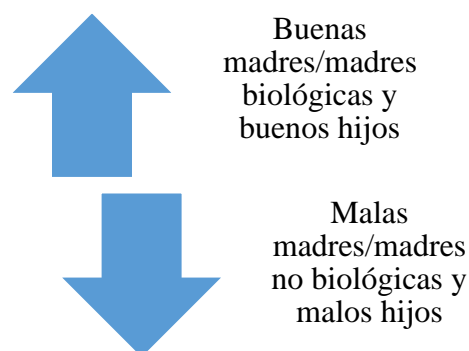 Buenas
madres/madres
biológicas y
buenos hijos
Malas
madres/madres
no biológicas y
malos hijos